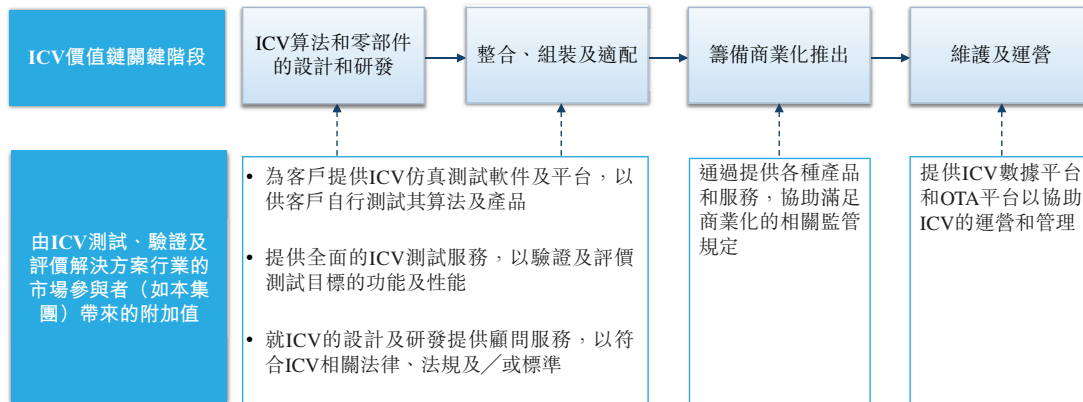 ICV價值鏈關鍵階段
ICV算法和零部件
的設計和研發
整合、組裝及適配
籌備商業化推出
維護及運營
由ICV測試、驗證及
評價解決方案行業的
市場參與者（如本集
團）帶來的附加值
• 為客戶提供ICV仿真測試軟件及平台，以
供客戶自行測試其算法及產品
• 提供全面的ICV測試服務，以驗證及評價
測試目標的功能及性能
• 就ICV的設計及研發提供顧問服務，以符
合ICV相關法律、法規及╱或標準
通過提供各種產品
和服務，協助滿足
商業化的相關監管
規定
提供ICV數據平台
和OTA平台以協助
ICV的運營和管理